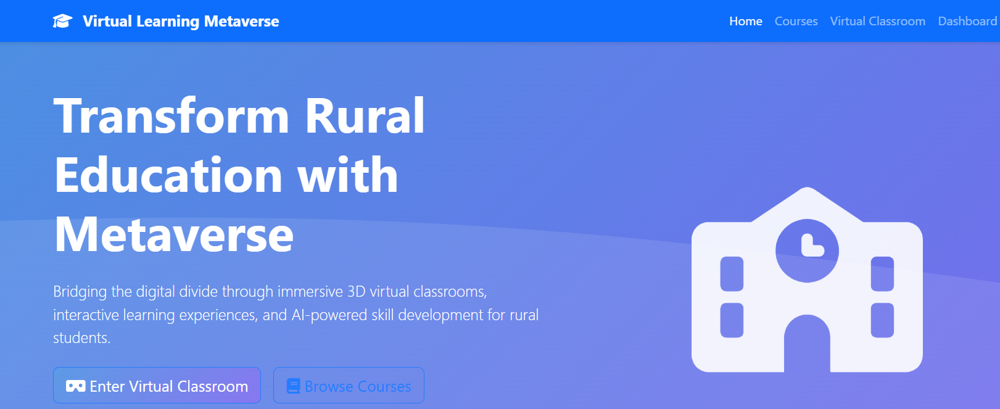 Virtual Learning Metaverse
Home Courses Virtual Classroom Dashboard
Transform Rural
Education with
Metaverse
Bridging the digital divide through immersive 3D virtual classrooms,
interactive learning experiences, and AI-powered skill development for rural
students.
Enter Virtual Classroom
Browse Courses